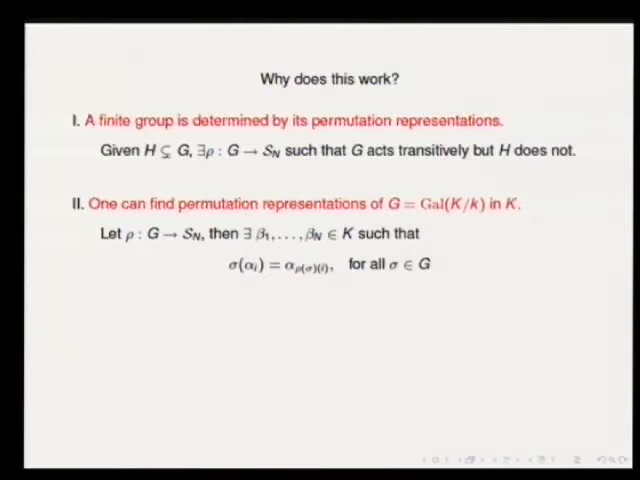 Why does this work?
I. A finite group is determined by its permutation representations.
Given H ⊊ G, ∃ρ : G → S_N such that G acts transitively but H does not.
II. One can find permutation representations of G = Gal(K/k) in K.
Let ρ : G → S_N, then ∃ β₁, . . . , β_N ∈ K such that
σ(α_i) = α_{ρ(σ)(i)}, for all σ ∈ G